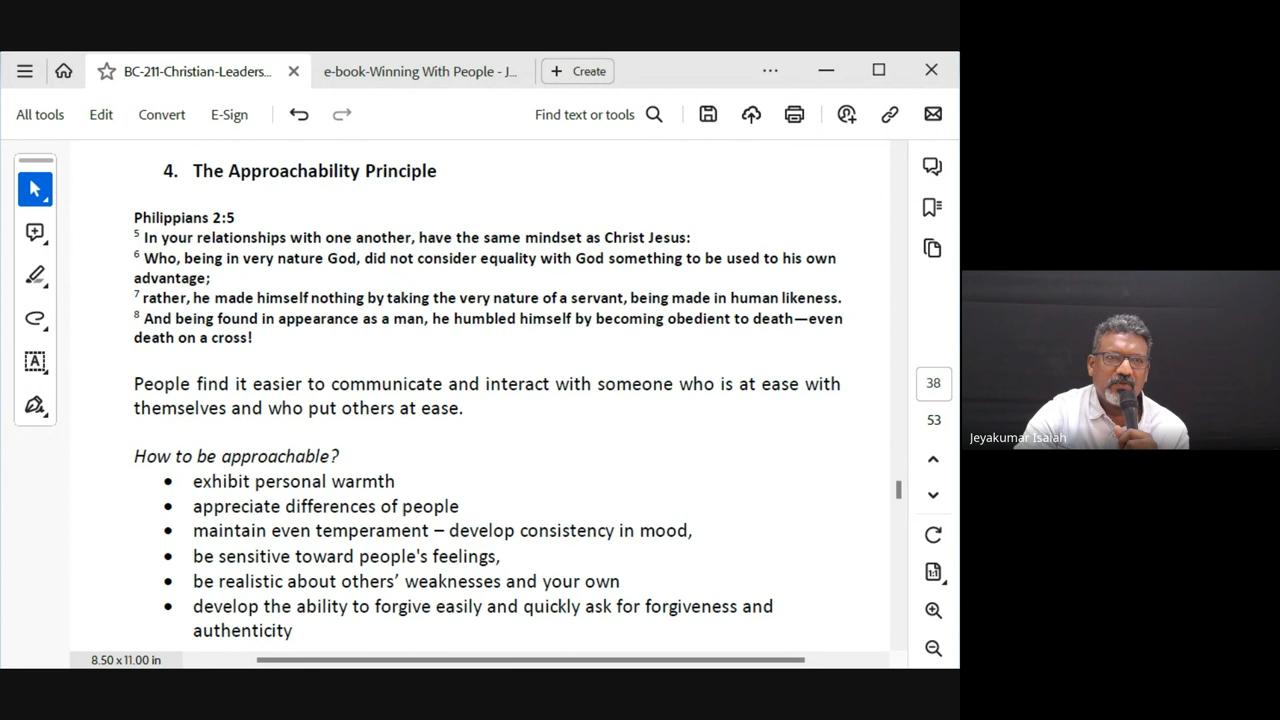 BC-211-Christian-Leaders...
e-book-Winning With People - J...
Create
All tools
Edit
Convert
E-Sign
Find text or tools
4. The Approachability Principle
Philippians 2:5
5 In your relationships with one another, have the same mindset as Christ Jesus:
6 Who, being in very nature God, did not consider equality with God something to be used to his own
advantage;
7 rather, he made himself nothing by taking the very nature of a servant, being made in human likeness.
8 And being found in appearance as a man, he humbled himself by becoming obedient to death—even
death on a cross!
People find it easier to communicate and interact with someone who is at ease with
themselves and who put others at ease.
How to be approachable?
• exhibit personal warmth
• appreciate differences of people
• maintain even temperament – develop consistency in mood,
• be sensitive toward people's feelings,
• be realistic about others’ weaknesses and your own
• develop the ability to forgive easily and quickly ask for forgiveness and
authenticity
38
53
1:1
8.50 x 11.00 in
Jeyakumar Isaiah